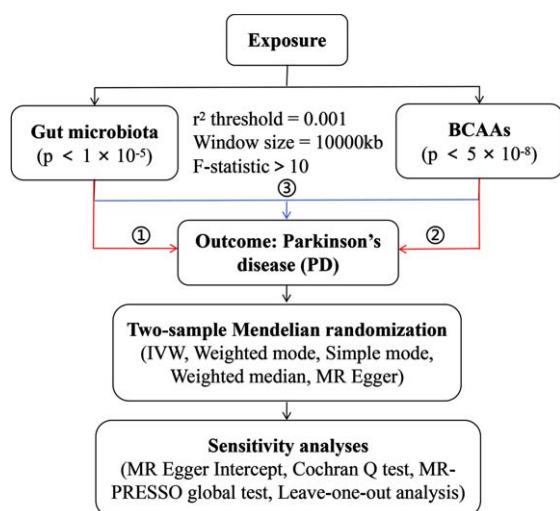 Exposure
Gut microbiota
(p < 1 × 10⁻⁵)
r² threshold = 0.001
Window size = 10000kb
F-statistic > 10
BCAAs
(p < 5 × 10⁻⁸)
③
①
②
Outcome: Parkinson’s
disease (PD)
Two-sample Mendelian randomization
(IVW, Weighted mode, Simple mode,
Weighted median, MR Egger)
Sensitivity analyses
(MR Egger Intercept, Cochran Q test, MR-
PRESSO global test, Leave-one-out analysis)